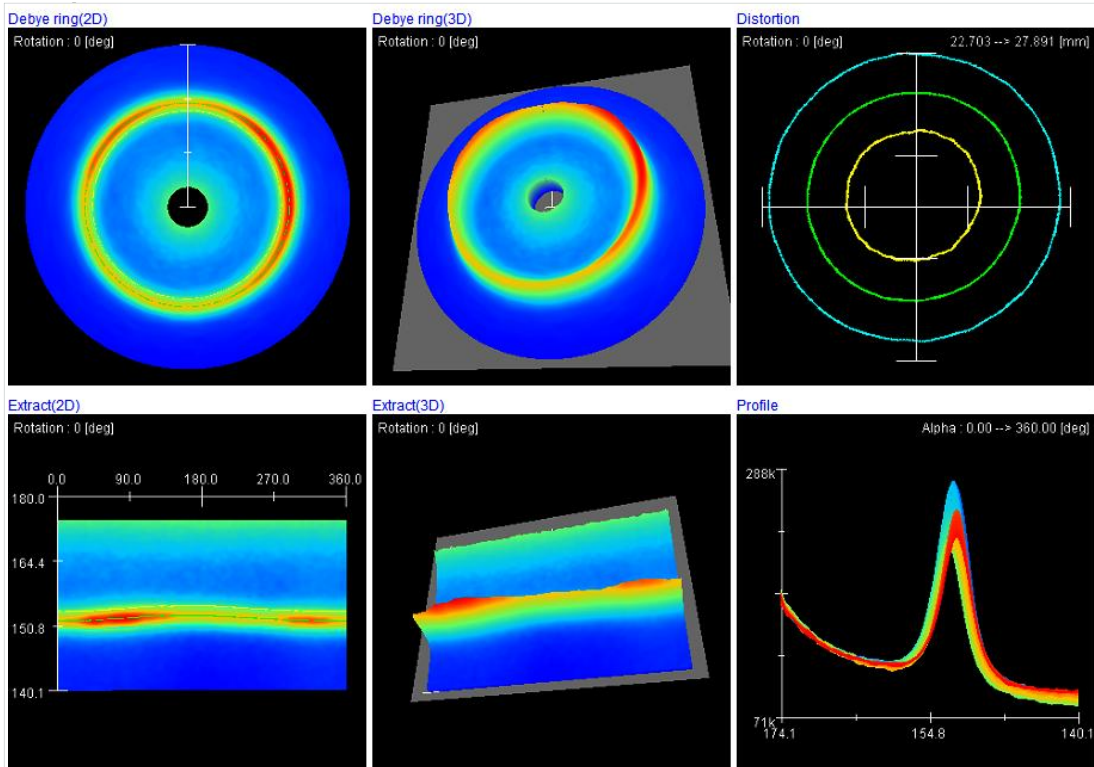 Debye ring(2D)
Rotation : 0 [deg]
Debye ring(3D)
Rotation : 0 [deg]
Distortion
Rotation : 0 [deg]
22.703 --> 27.891 [mm]
Extract(2D)
Rotation : 0 [deg]
0.0
90.0
180.0
270.0
360.0
180.0
164.4
150.8
140.1
Extract(3D)
Rotation : 0 [deg]
Profile
Alpha : 0.00 --> 360.00 [deg]
288k
71k
174.1
154.8
140.1